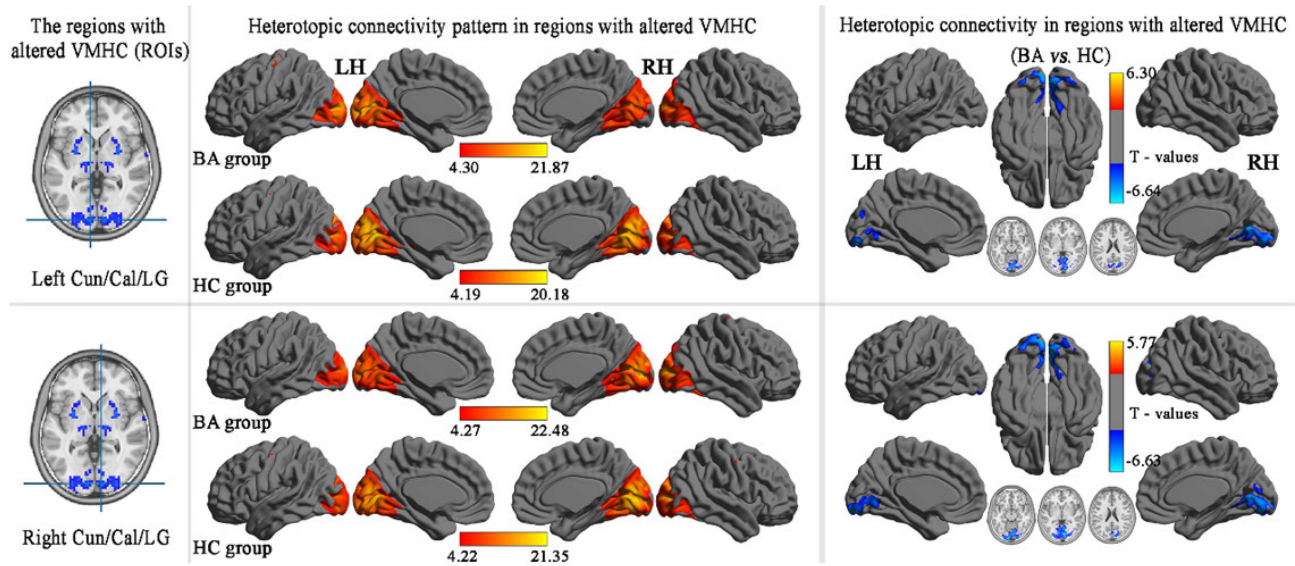 The regions with
altered VMHC (ROIs)
Left Cun/Cal/LG
Right Cun/Cal/LG
Heterotopic connectivity pattern in regions with altered VMHC
LH
RH
BA group
4.30
21.87
HC group
4.19
20.18
BA group
4.27
22.48
HC group
4.22
21.35
Heterotopic connectivity in regions with altered VMHC
(BA vs. HC)
6.30
T - values
-6.64
LH
RH
5.77
T - values
-6.63